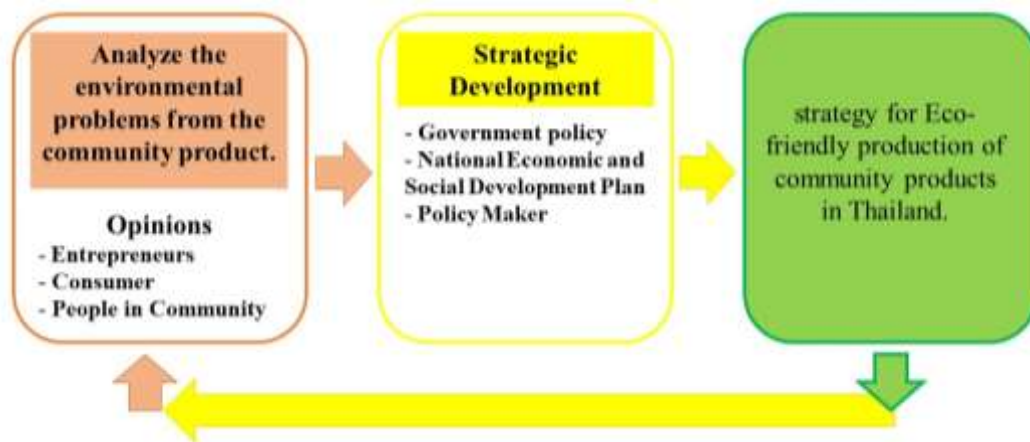 Analyze the
environmental
problems from the
community product.
Opinions
- Entrepreneurs
- Consumer
- People in Community
Strategic
Development
- Government policy
- National Economic and
Social Development Plan
- Policy Maker
strategy for Eco-
friendly production of
community products
in Thailand.